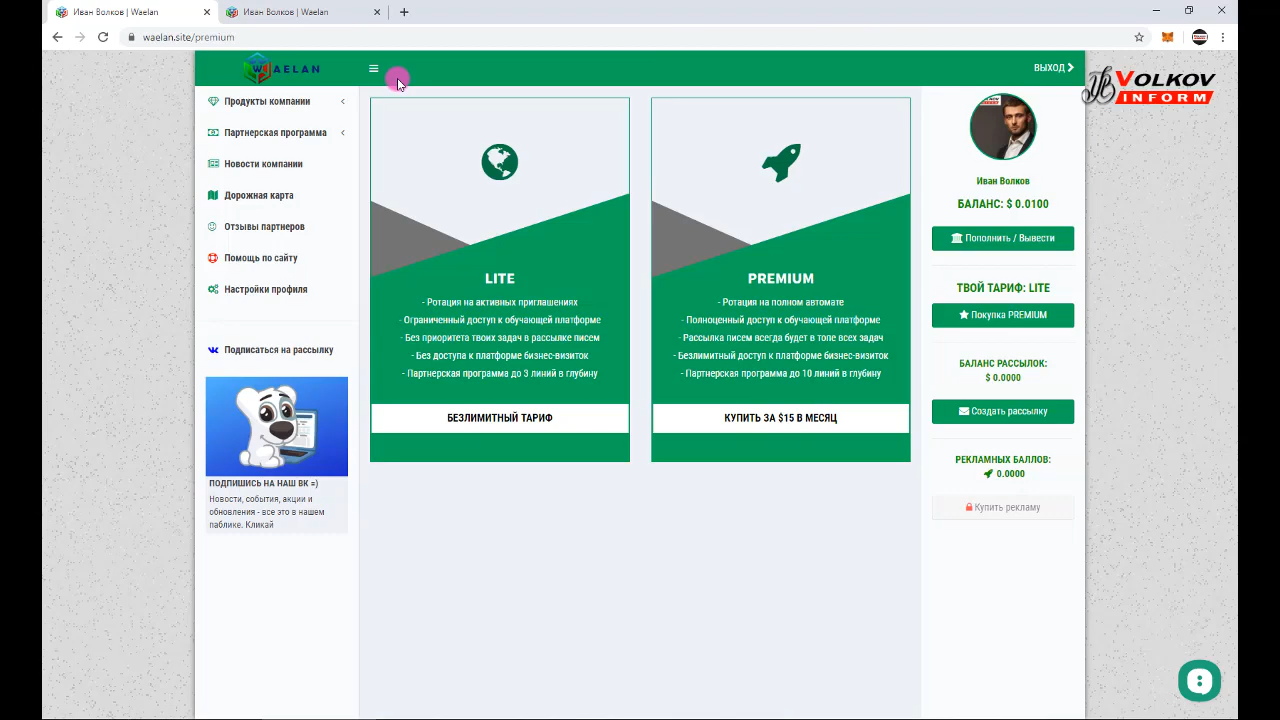 Иван Волков | Waelan
Иван Волков | Waelan
waelan.site/premium
WAELAN
ВЫХОД
VOLKOV
INFORM
Продукты компании
Партнерская программа
Новости компании
Дорожная карта
Отзывы партнеров
Помощь по сайту
Настройки профиля
Подписаться на рассылку
ПОДПИШИСЬ НА НАШ ВК =)
Новости, события, акции и
обновления - все это в нашем
паблике. Кликай
LITE
- Ротация на активных приглашениях
- Ограниченный доступ к обучающей платформе
- Без приоритета твоих задач в рассылке писем
- Без доступа к платформе бизнес-визиток
- Партнерская программа до 3 линий в глубину
БЕЗЛИМИТНЫЙ ТАРИФ
PREMIUM
- Ротация на полном автомате
- Полноценный доступ к обучающей платформе
- Рассылка писем всегда будет в топе всех задач
- Безлимитный доступ к платформе бизнес-визиток
- Партнерская программа до 10 линий в глубину
КУПИТЬ ЗА $15 В МЕСЯЦ
Иван Волков
БАЛАНС: $ 0.0100
Пополнить / Вывести
ТВОЙ ТАРИФ: LITE
Покупка PREMIUM
БАЛАНС РАССЫЛОК:
$ 0.0000
Создать рассылку
РЕКЛАМНЫХ БАЛЛОВ:
0.0000
Купить рекламу